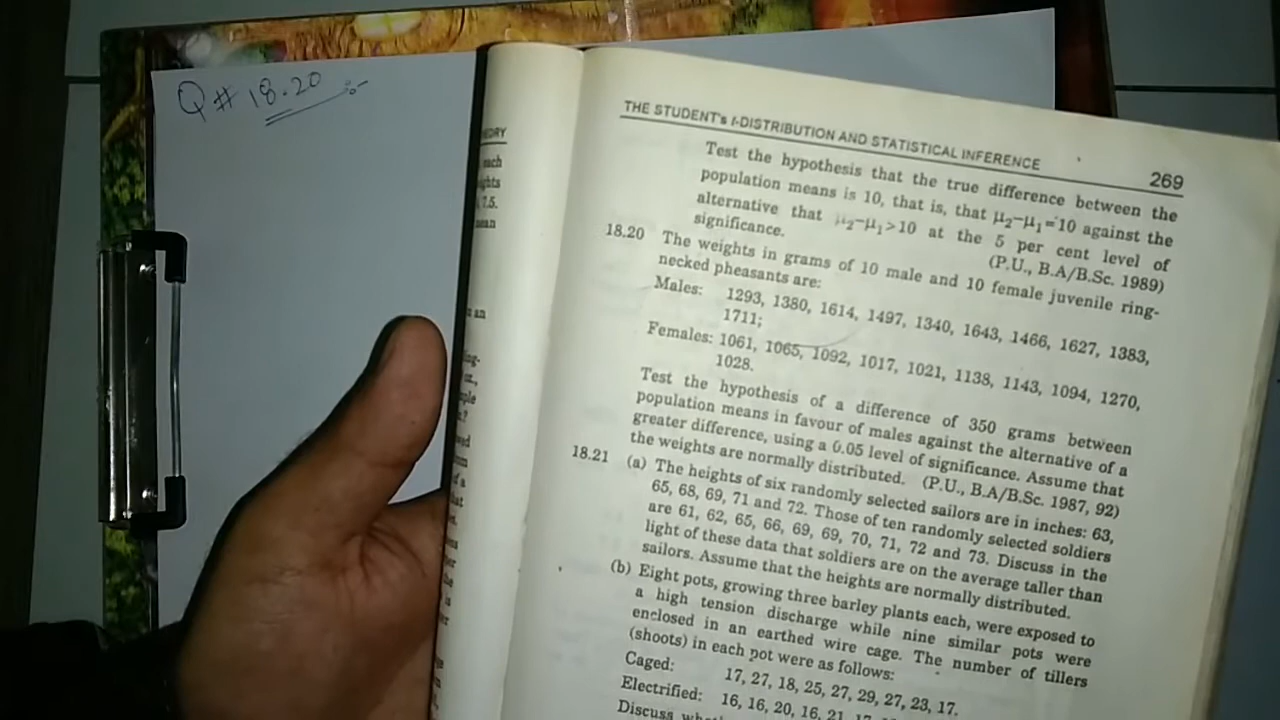 Q # 18.20 :-
THE STUDENT's t-DISTRIBUTION AND STATISTICAL INFERENCE 269
Test the hypothesis that the true difference between the
population means is 10, that is, that μ₂-μ₁=10 against the
alternative that μ₂-μ₁>10 at the 5 per cent level of
significance. (P.U., B.A/B.Sc. 1989)
18.20 The weights in grams of 10 male and 10 female juvenile ring-
necked pheasants are:
Males: 1293, 1380, 1614, 1497, 1340, 1643, 1466, 1627, 1383,
1711;
Females: 1061, 1065, 1092, 1017, 1021, 1138, 1143, 1094, 1270,
1028.
Test the hypothesis of a difference of 350 grams between
population means in favour of males against the alternative of a
greater difference, using a 0.05 level of significance. Assume that
the weights are normally distributed. (P.U., B.A/B.Sc. 1987, 92)
18.21 (a) The heights of six randomly selected sailors are in inches: 63,
65, 68, 69, 71 and 72. Those of ten randomly selected soldiers
are 61, 62, 65, 66, 69, 69, 70, 71, 72 and 73. Discuss in the
light of these data that soldiers are on the average taller than
sailors. Assume that the heights are normally distributed.
(b) Eight pots, growing three barley plants each, were exposed to
a high tension discharge while nine similar pots were
enclosed in an earthed wire cage. The number of tillers
(shoots) in each pot were as follows:
Caged: 17, 27, 18, 25, 27, 29, 27, 23, 17.
Electrified: 16, 16, 20, 16, 21, 17
Discuss